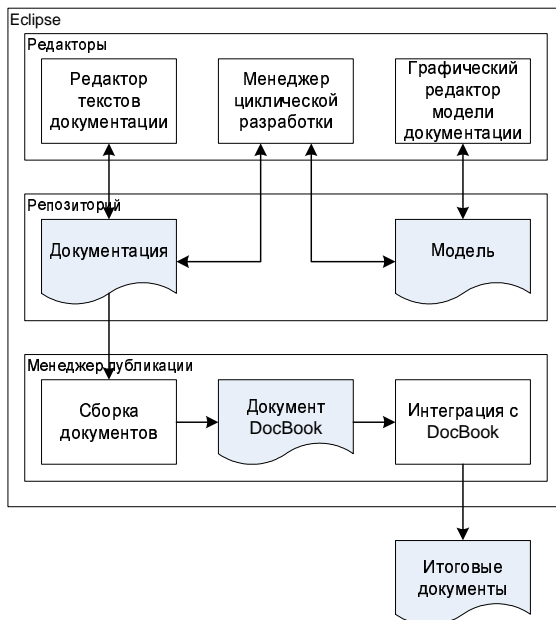 Eclipse
Редакторы
Редактор
текстов
документации
Менеджер
циклической
разработки
Графический
редактор
модели
документации
Репозиторий
Документация
Модель
Менеджер публикации
Сборка
документов
Документ
DocBook
Интеграция с
DocBook
Итоговые
документы